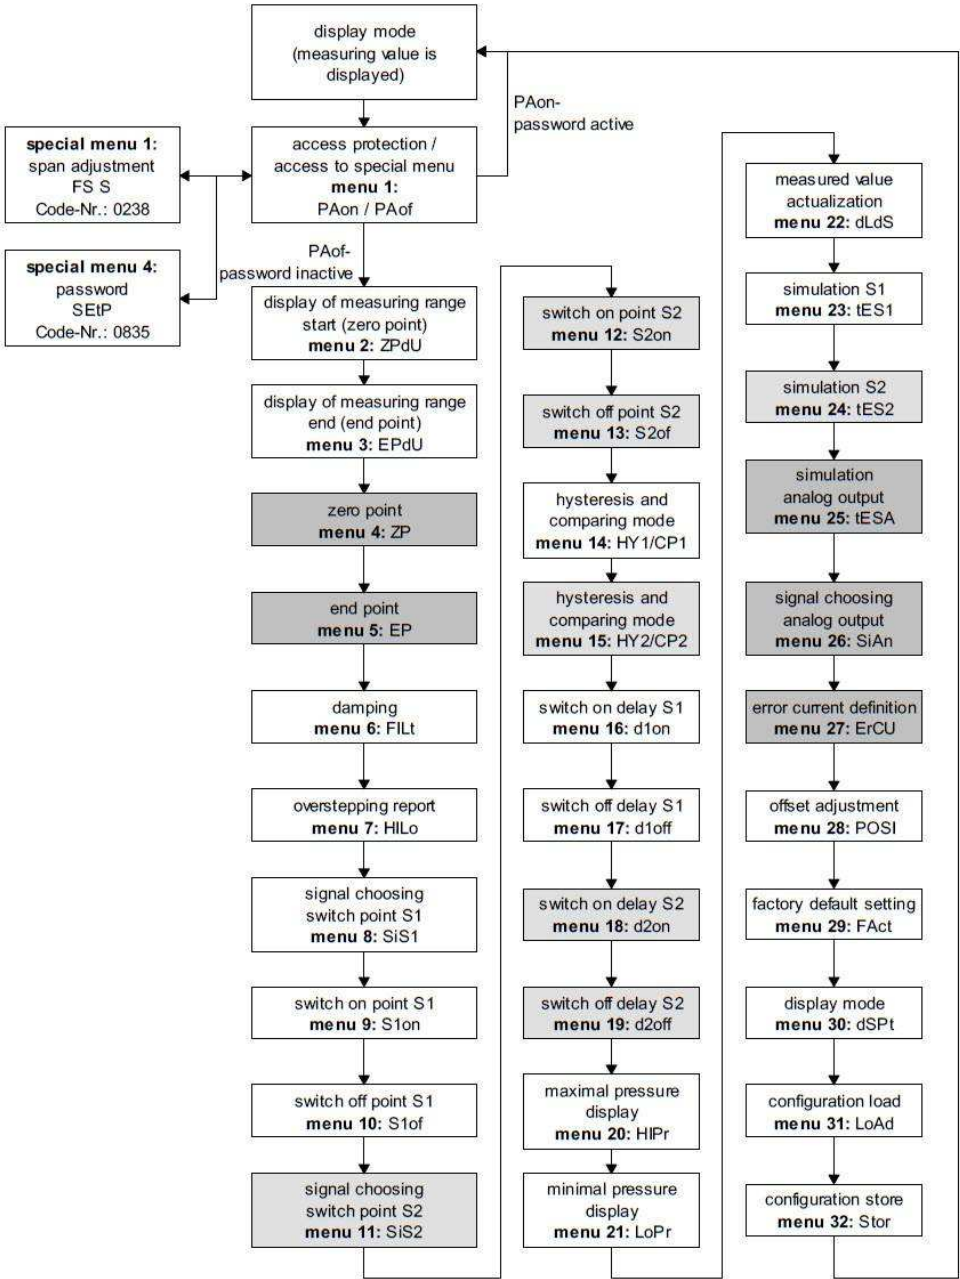 display mode
(measuring value is
displayed)
PAon-
password active
special menu 1:
span adjustment
FS S
Code-Nr.: 0238
access protection /
access to special menu
menu 1:
PAon / PAof
special menu 4:
password
SEtP
Code-Nr.: 0835
PAof-
password inactive
display of measuring range
start (zero point)
menu 2: ZPdU
display of measuring range
end (end point)
menu 3: EPdU
zero point
menu 4: ZP
end point
menu 5: EP
damping
menu 6: FILt
overstepping report
menu 7: HILo
signal choosing
switch point S1
menu 8: SiS1
switch on point S1
menu 9: S1on
switch off point S1
menu 10: S1of
signal choosing
switch point S2
menu 11: SiS2
switch on point S2
menu 12: S2on
switch off point S2
menu 13: S2of
hysteresis and
comparing mode
menu 14: HY1/CP1
hysteresis and
comparing mode
menu 15: HY2/CP2
switch on delay S1
menu 16: d1on
switch off delay S1
menu 17: d1off
switch on delay S2
menu 18: d2on
switch off delay S2
menu 19: d2off
maximal pressure
display
menu 20: HIPr
minimal pressure
display
menu 21: LoPr
measured value
actualization
menu 22: dLdS
simulation S1
menu 23: tES1
simulation S2
menu 24: tES2
simulation
analog output
menu 25: tESA
signal choosing
analog output
menu 26: SiAn
error current definition
menu 27: ErCU
offset adjustment
menu 28: POSI
factory default setting
menu 29: FAct
display mode
menu 30: dSPt
configuration load
menu 31: LoAd
configuration store
menu 32: Stor